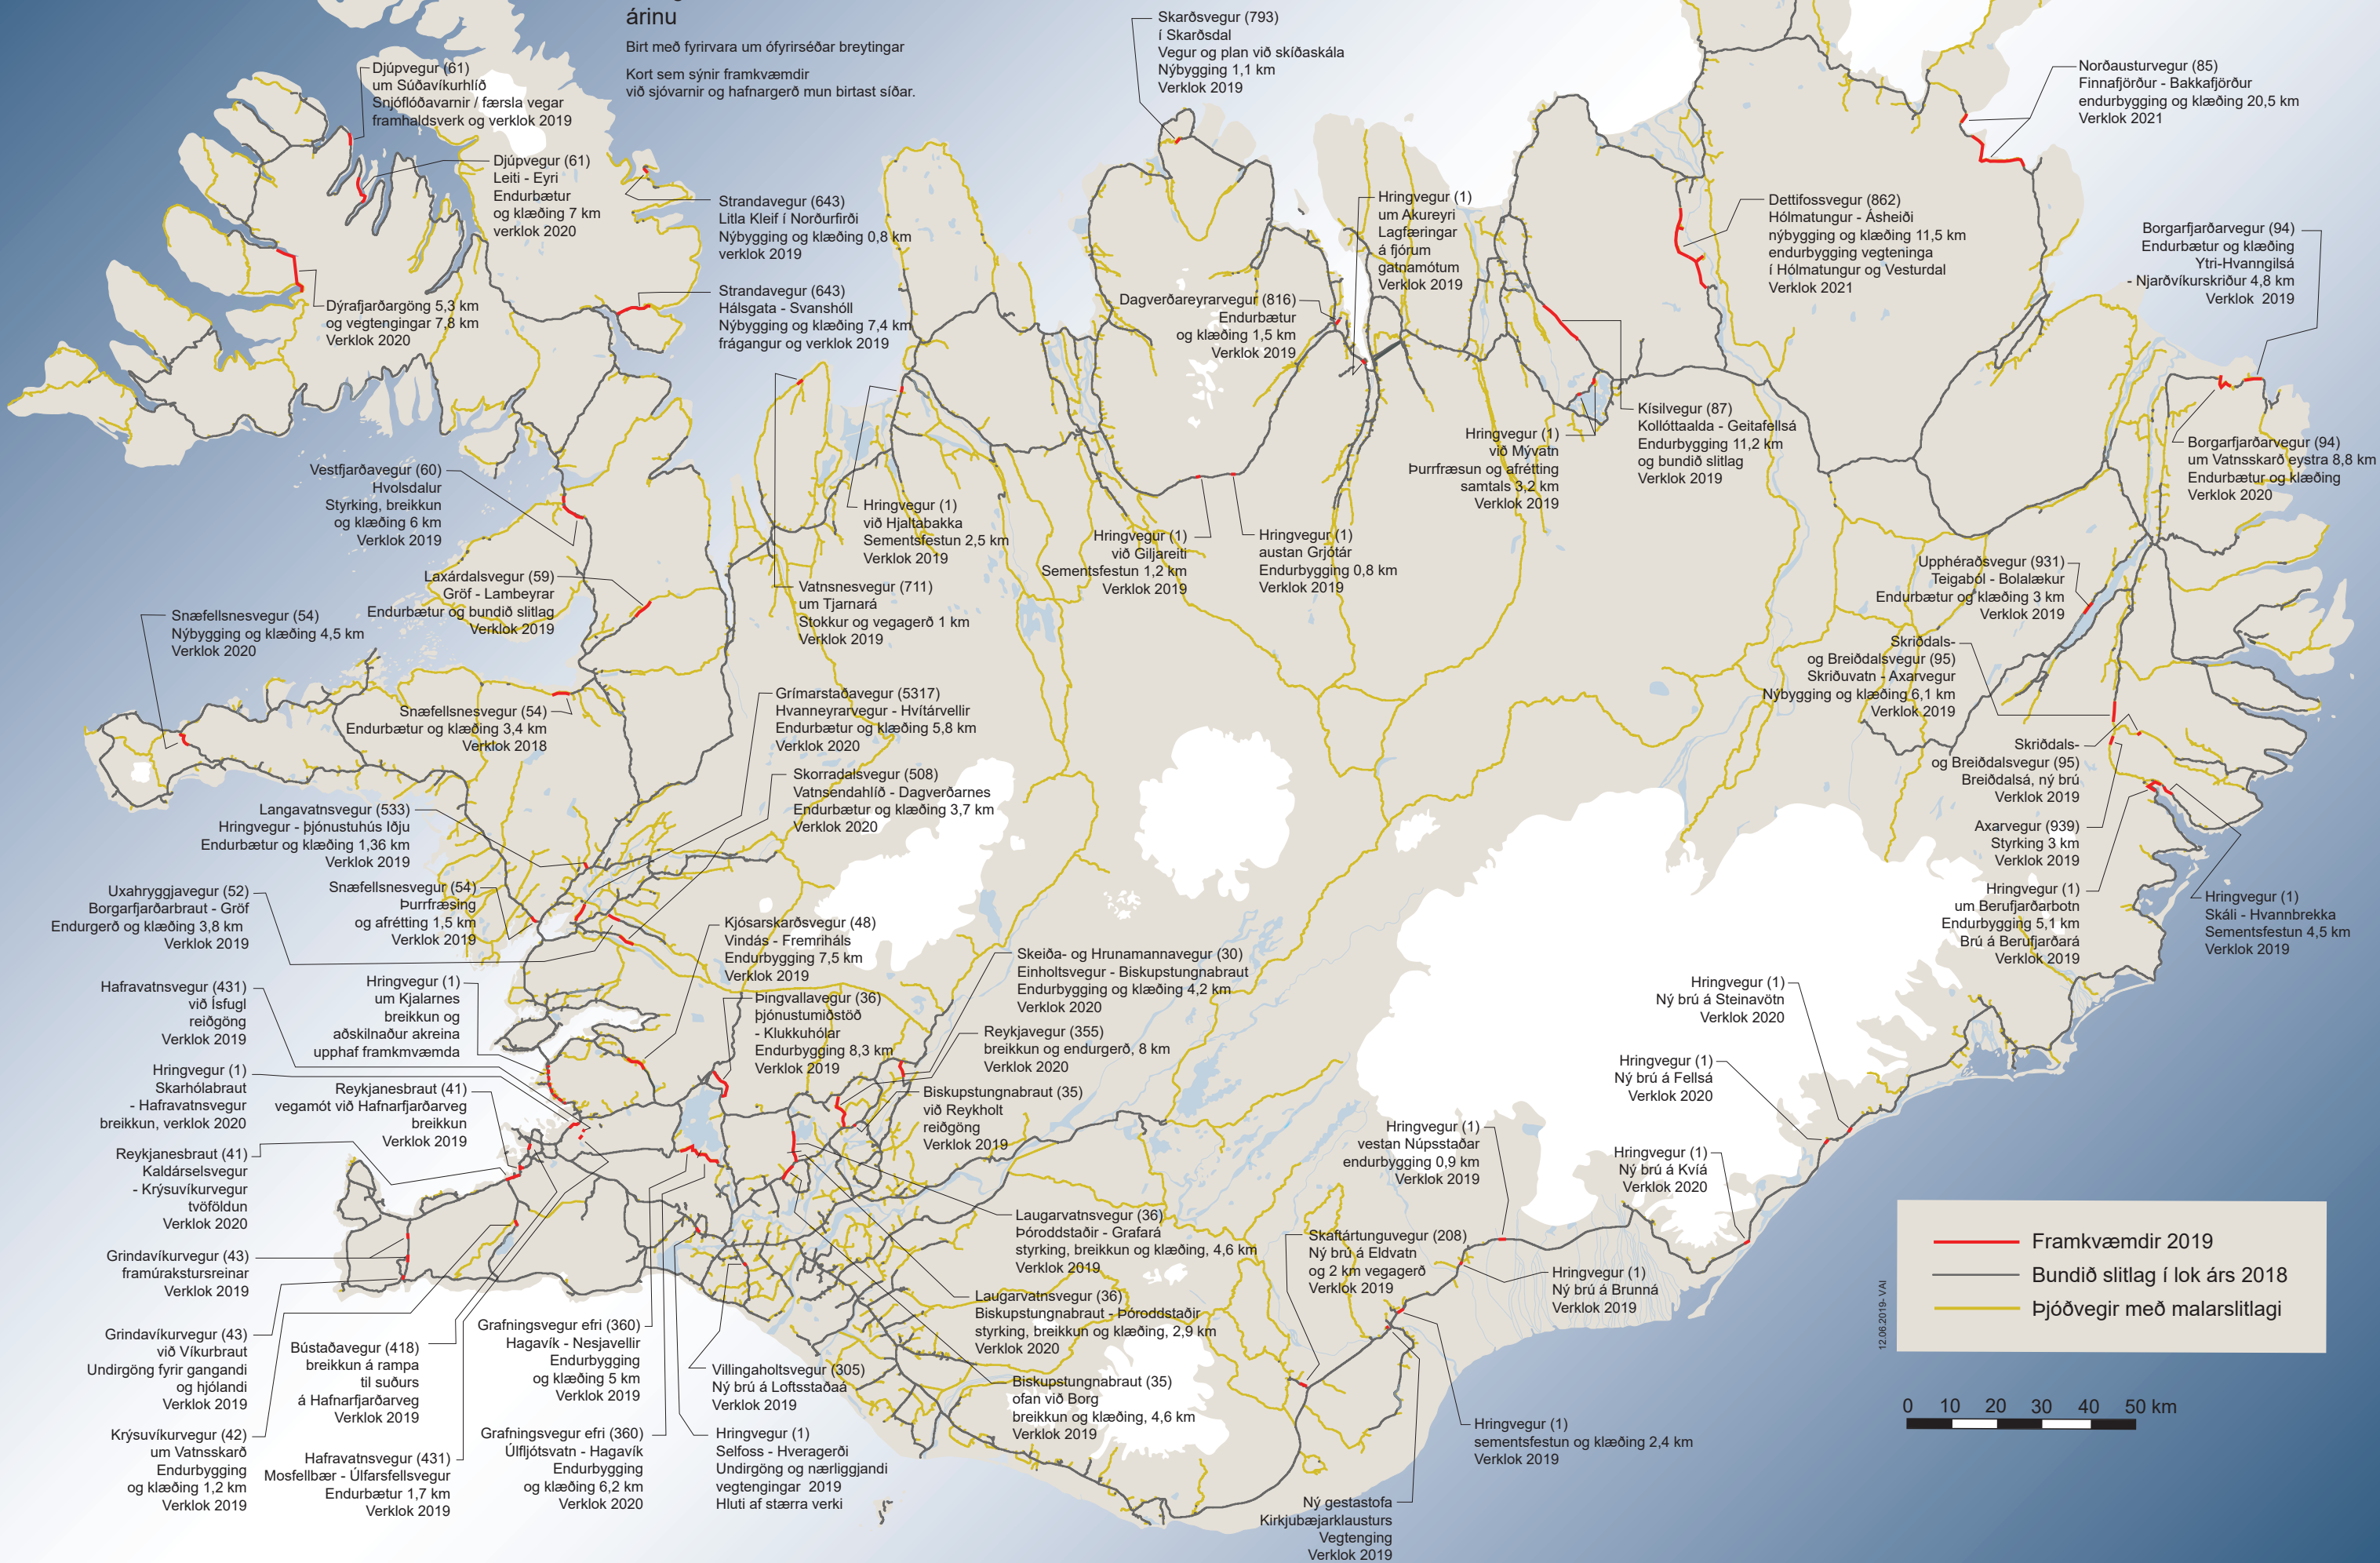 árinu
Birt með fyrirvara um ófyrirséðar breytingar
Kort sem sýnir framkvæmdir
við sjóvarnir og hafnargerð mun birtast síðar.
Skarðsvegur (793)
í Skarðsdal
Vegur og plan við skíðaskála
Nýbygging 1,1 km
Verklok 2019
Djúpvegur (61)
um Súðavíkurhlíð
Snjóflóðavarnir / færsla vegar
framhaldsverk og verklok 2019
Norðausturvegur (85)
Finnafjörður - Bakkafjörður
endurbygging og klæðing 20,5 km
Verklok 2021
Djúpvegur (61)
Leiti - Eyri
Endurbætur
og klæðing 7 km
verklok 2020
Strandavegur (643)
Litla Kleif í Norðurfirði
Nýbygging og klæðing 0,8 km
verklok 2019
Hringvegur (1)
um Akureyri
Lagfæringar
á fjórum
gatnamótum
Verklok 2019
Dettifossvegur (862)
Hólmatungur - Ásheiði
nýbygging og klæðing 11,5 km
endurbygging vegteninga
í Hólmatungur og Vesturdal
Verklok 2021
Borgarfjarðarvegur (94)
Endurbætur og klæðing
Ytri-Hvanngilsá
- Njarðvíkurskriður 4,8 km
Verklok 2019
Strandavegur (643)
Hálsgata - Svanshóll
Nýbygging og klæðing 7,4 km
frágangur og verklok 2019
Dýrafjarðargöng 5,3 km
og vegtengingar 7,8 km
Verklok 2020
Dagverðareyrarvegur (816)
Endurbætur
og klæðing 1,5 km
Verklok 2019
Kísilvegur (87)
Kollóttaalda - Geitafellsá
Endurbygging 11,2 km
og bundið slitlag
Verklok 2019
Hringvegur (1)
við Mývatn
Þurrfræsun og afrétting
samtals 3,2 km
Verklok 2019
Borgarfjarðarvegur (94)
um Vatnsskarð eystra 8,8 km
Endurbætur og klæðing
Verklok 2020
Vestfjarðavegur (60)
Hvolsdalur
Styrking, breikkun
og klæðing 6 km
Verklok 2019
Hringvegur (1)
við Hjaltabakka
Sementsfestun 2,5 km
Verklok 2019
Hringvegur (1)
við Giljareiti
Sementsfestun 1,2 km
Verklok 2019
Hringvegur (1)
austan Grjótár
Endurbygging 0,8 km
Verklok 2019
Upphéraðsvegur (931)
Teigaból - Bolalækur
Endurbætur og klæðing 3 km
Verklok 2019
Laxárdalsvegur (59)
Gröf - Lambeyrar
Endurbætur og bundið slitlag
Verklok 2019
Vatnsnesvegur (711)
um Tjarnará
Stokkur og vegagerð 1 km
Verklok 2019
Snæfellsnesvegur (54)
Nýbygging og klæðing 4,5 km
Verklok 2020
Skriðdals-
og Breiðdalsvegur (95)
Skriðuvatn - Axarvegur
Nýbygging og klæðing 6,1 km
Verklok 2019
Snæfellsnesvegur (54)
Endurbætur og klæðing 3,4 km
Verklok 2018
Grímarstaðavegur (5317)
Hvanneyrarvegur - Hvítárvellir
Endurbætur og klæðing 5,8 km
Verklok 2020
Skriðdals-
og Breiðdalsvegur (95)
Breiðdalsá, ný brú
Verklok 2019
Skorradalsvegur (508)
Vatnsendahlíð - Dagverðarnes
Endurbætur og klæðing 3,7 km
Verklok 2020
Langavatnsvegur (533)
Hringvegur - þjónustuhús Iðju
Endurbætur og klæðing 1,36 km
Verklok 2019
Axarvegur (939)
Styrking 3 km
Verklok 2019
Uxahryggjavegur (52)
Borgarfjarðarbraut - Gröf
Endurgerð og klæðing 3,8 km
Verklok 2019
Snæfellsnesvegur (54)
Þurrfræsing
og afrétting 1,5 km
Verklok 2019
Hringvegur (1)
um Berufjarðarbotn
Endurbygging 5,1 km
Brú á Berufjarðará
Verklok 2019
Hringvegur (1)
Skáli - Hvannbrekka
Sementsfestun 4,5 km
Verklok 2019
Kjósarskarðsvegur (48)
Vindás - Fremriháls
Endurbygging 7,5 km
Verklok 2019
Skeiða- og Hrunamannavegur (30)
Einholtsvegur - Biskupstungnabraut
Endurbygging og klæðing 4,2 km
Verklok 2020
Hafravatnsvegur (431)
við Ísfugl
reiðgöng
Verklok 2019
Hringvegur (1)
um Kjalarnes
breikkun og
aðskilnaður akreina
upphaf framkmvæmda
Þingvallavegur (36)
þjónustumiðstöð
- Klukkuhólar
Endurbygging 8,3 km
Verklok 2019
Hringvegur (1)
Ný brú á Steinavötn
Verklok 2020
Reykjavegur (355)
breikkun og endurgerð, 8 km
Verklok 2020
Hringvegur (1)
Ný brú á Fellsá
Verklok 2020
Hringvegur (1)
Skarhólabraut
- Hafravatnsvegur
breikkun, verklok 2020
Reykjanesbraut (41)
vegamót við Hafnarfjarðarveg
breikkun
Verklok 2019
Biskupstungnabraut (35)
við Reykholt
reiðgöng
Verklok 2019
Hringvegur (1)
vestan Núpsstaðar
endurbygging 0,9 km
Verklok 2019
Hringvegur (1)
Ný brú á Kvíá
Verklok 2020
Reykjanesbraut (41)
Kaldárselsvegur
- Krýsuvíkurvegur
tvöföldun
Verklok 2020
Laugarvatnsvegur (36)
Þóroddstaðir - Grafará
styrking, breikkun og klæðing, 4,6 km
Verklok 2019
Skaftártunguvegur (208)
Ný brú á Eldvatn
og 2 km vegagerð
Verklok 2019
Hringvegur (1)
Ný brú á Brunná
Verklok 2019
Grindavíkurvegur (43)
framúrakstursreinar
Verklok 2019
Laugarvatnsvegur (36)
Biskupstungnabraut - Þóroddstaðir
styrking, breikkun og klæðing, 2,9 km
Verklok 2020
Grindavíkurvegur (43)
við Víkurbraut
Undirgöng fyrir gangandi
og hjólandi
Verklok 2019
Bústaðavegur (418)
breikkun á rampa
til suðurs
á Hafnarfjarðarveg
Verklok 2019
Grafningsvegur efri (360)
Hagavík - Nesjavellir
Endurbygging
og klæðing 5 km
Verklok 2019
Villingaholtsvegur (305)
Ný brú á Loftsstaðaá
Verklok 2019
Biskupstungnabraut (35)
ofan við Borg
breikkun og klæðing, 4,6 km
Verklok 2019
Krýsuvíkurvegur (42)
um Vatnsskarð
Endurbygging
og klæðing 1,2 km
Verklok 2019
Hafravatnsvegur (431)
Mosfellbær - Úlfarsfellsvegur
Endurbætur 1,7 km
Verklok 2019
Grafningsvegur efri (360)
Úlfljótsvatn - Hagavík
Endurbygging
og klæðing 6,2 km
Verklok 2020
Hringvegur (1)
Selfoss - Hveragerði
Undirgöng og nærliggjandi
vegtengingar 2019
Hluti af stærra verki
Hringvegur (1)
sementsfestun og klæðing 2,4 km
Verklok 2019
Ný gestastofa
Kirkjubæjarklausturs
Vegtenging
Verklok 2019
Framkvæmdir 2019
Bundið slitlag í lok árs 2018
Þjóðvegir með malarslitlagi
12.06.2019- VAI
0 10 20 30 40 50 km